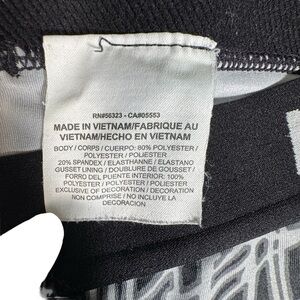 RN#56323 - CA#05553
MADE IN VIETNAM/FABRIQUE AU
VIETNAM/HECHO EN VIETNAM
BODY / CORPS / CUERPO: 80% POLYESTER /
POLYESTER / POLIESTER
20% SPANDEX / ELASTHANNE / ELASTANO
GUSSET LINING / DOUBLURE DE GOUSSET /
FORRO DEL PUENTE INTERIOR: 100%
POLYESTER / POLYESTER / POLIESTER
EXCLUSIVE OF DECORATION / DECORATION
NON COMPRISE / NO INCLUYE LA
DECORACION